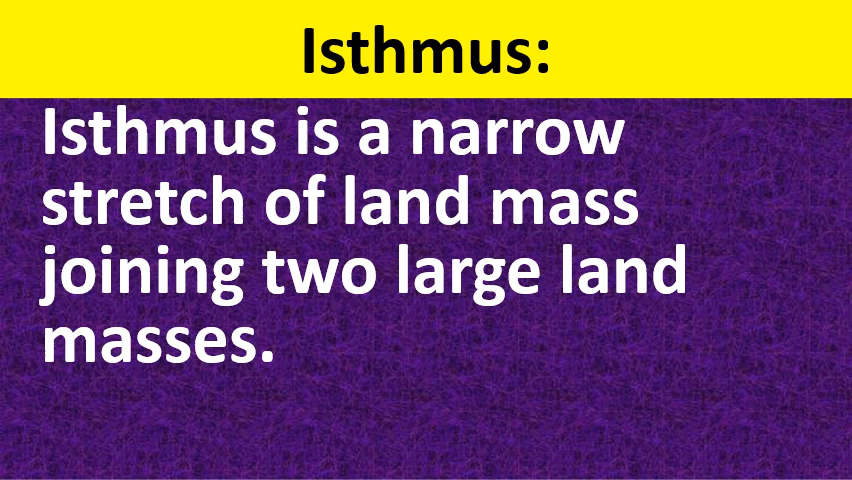 Isthmus:
Isthmus is a narrow
stretch of land mass
joining two large land
masses.